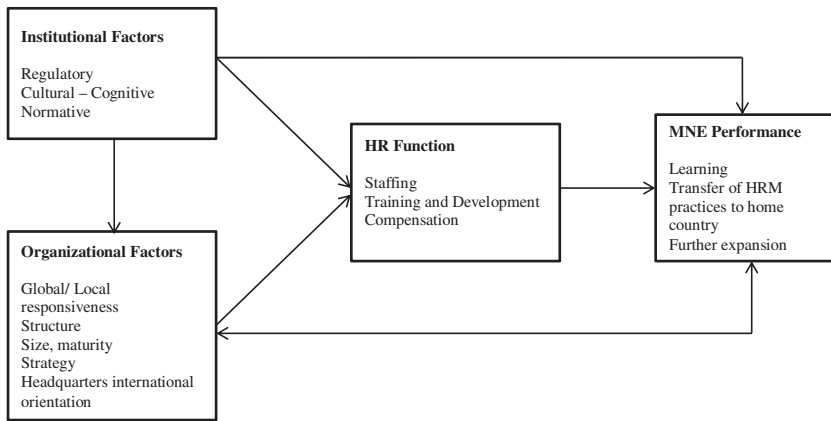 Institutional Factors
Regulatory
Cultural – Cognitive
Normative
HR Function
Staffing
Training and Development
Compensation
MNE Performance
Learning
Transfer of HRM
practices to home
country
Further expansion
Organizational Factors
Global/ Local
responsiveness
Structure
Size, maturity
Strategy
Headquarters international
orientation